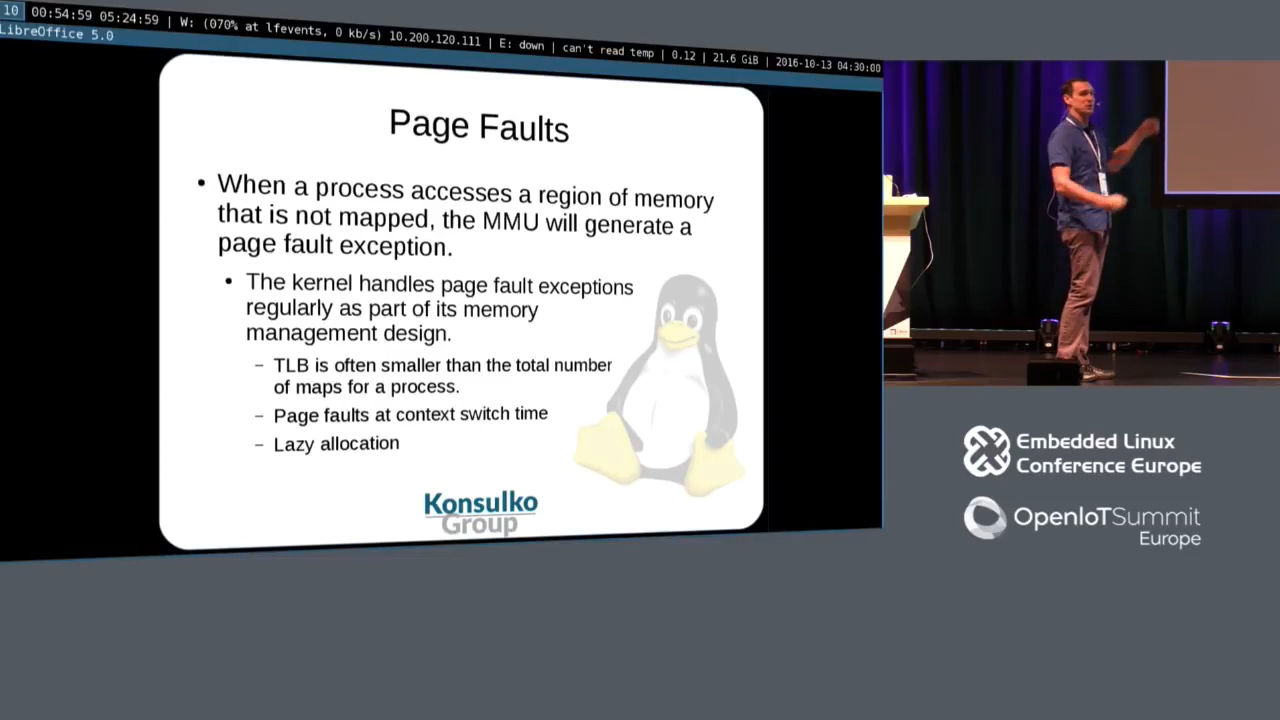 10 00:54:59 05:24:59 | W: (070% at lfevents, 0 kb/s) 10.200.120.111 | E: down | can't read temp | 0.12 | 21.6 GiB | 2016-10-13 04:30:00
LibreOffice 5.0
Page Faults
• When a process accesses a region of memory
that is not mapped, the MMU will generate a
page fault exception.
• The kernel handles page fault exceptions
regularly as part of its memory
management design.
– TLB is often smaller than the total number
of maps for a process.
– Page faults at context switch time
– Lazy allocation
Konsulko
Group
Embedded Linux
Conference Europe
OpenIoTSummit
Europe